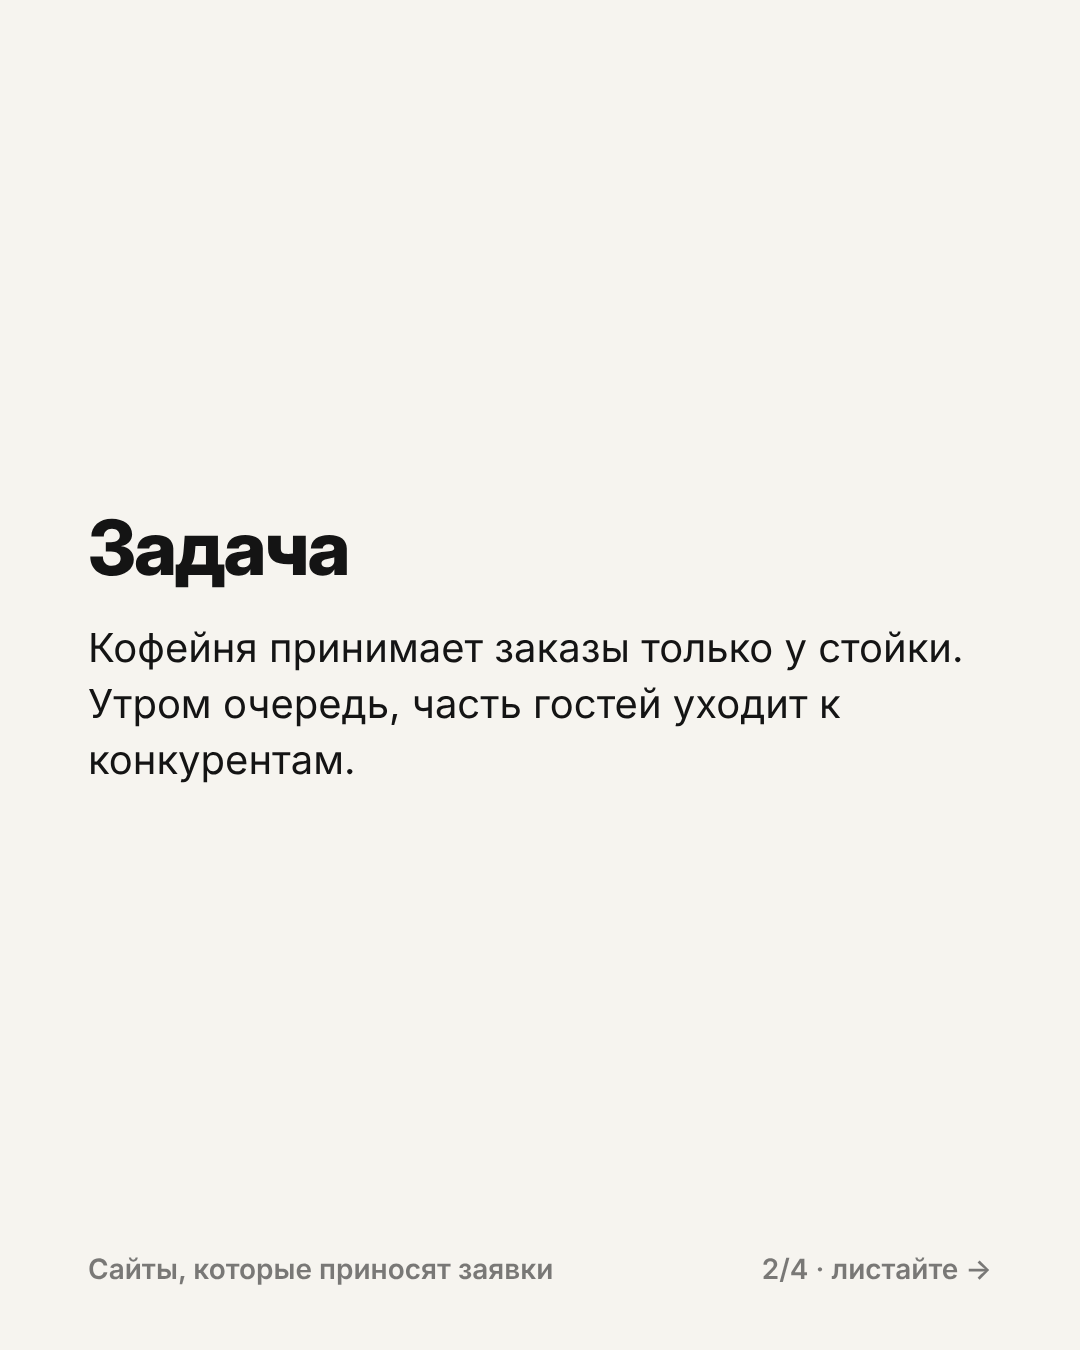 Задача
Кофейня принимает заказы только у стойки.
Утром очередь, часть гостей уходит к
конкурентам.
Сайты, которые приносят заявки
2/4 · листайте →